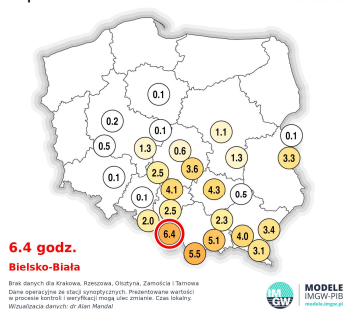 0.1
0.2
0.1
1.1
0.1
0.5
1.3
0.6
1.3
3.3
2.5
3.6
0.1
4.1
4.3
0.5
0.1
2.5
2.0
2.3
6.4
5.1
4.0
3.4
5.5
3.1
6.4 godz.
Bielsko-Biała
Brak danych dla Krakowa, Rzeszowa, Olsztyna, Zamościa i Tarnowa
Dane operacyjne ze stacji synoptycznych. Prezentowane wartości
w procesie kontroli i weryfikacji mogą ulec zmianie. Czas lokalny.
Wizualizacja danych: dr Alan Mandal
IM
GW
MODELE
IMGW-PIB
modele.imgw.pl